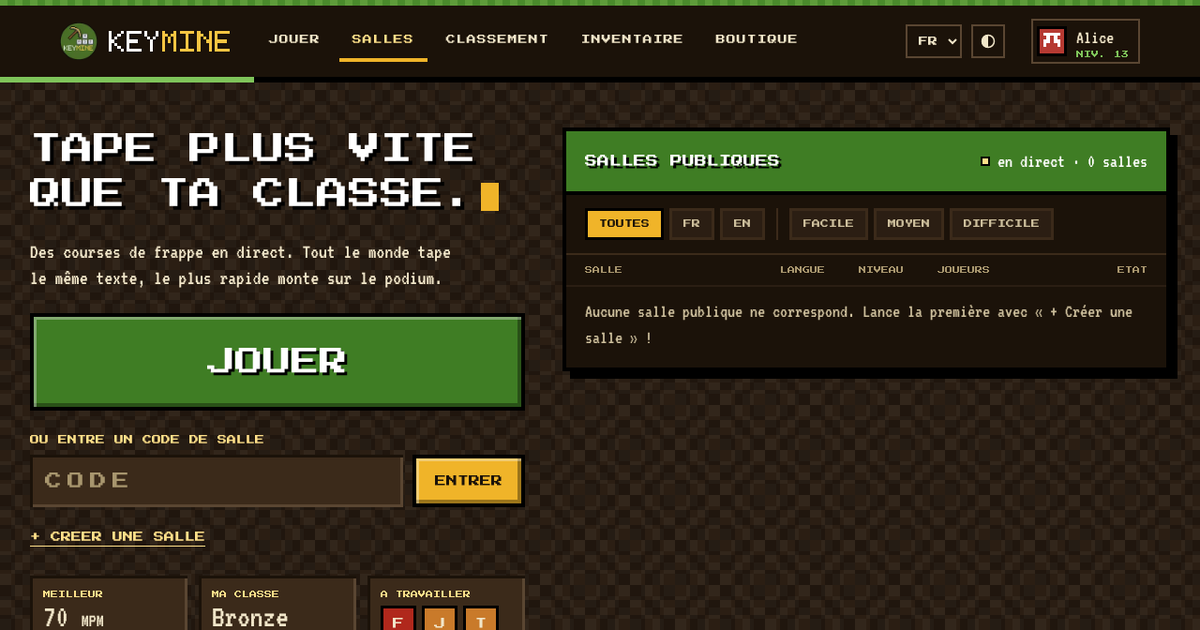 KEYMINE
JOUER
SALLES
CLASSEMENT
INVENTAIRE
BOUTIQUE
FR
Alice
NIV. 13
TAPE PLUS VITE
QUE TA CLASSE.
Des courses de frappe en direct. Tout le monde tape
le même texte, le plus rapide monte sur le podium.
JOUER
OU ENTRE UN CODE DE SALLE
CODE
ENTRER
+ CREER UNE SALLE
MEILLEUR
70 MPM
MA CLASSE
Bronze
A TRAVAILLER
F J T
SALLES PUBLIQUES
en direct · 0 salles
TOUTES FR EN FACILE MOYEN DIFFICILE
SALLE LANGUE NIVEAU JOUEURS ETAT
Aucune salle publique ne correspond. Lance la première avec « + Créer une
salle » !